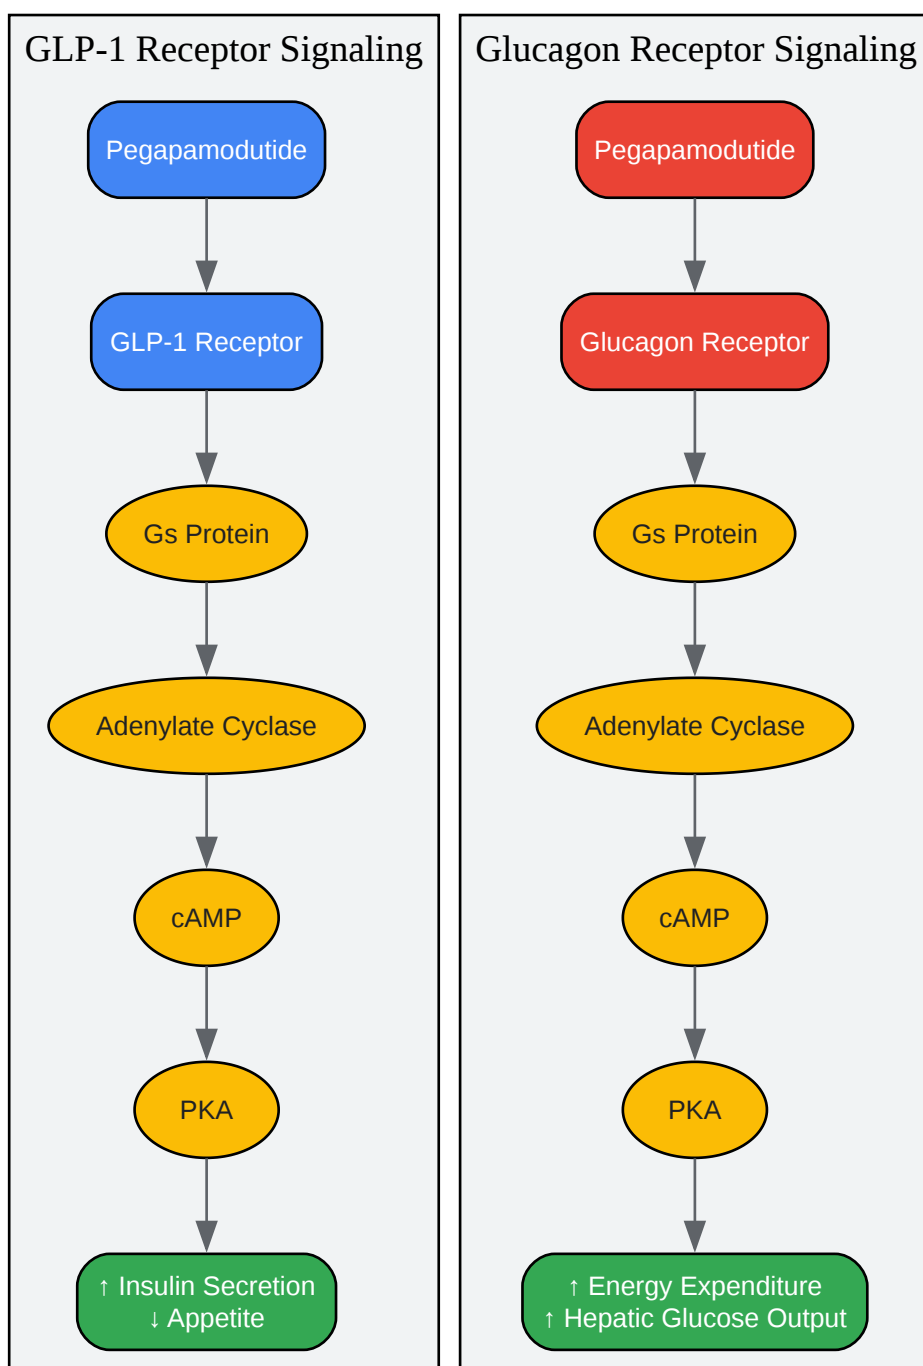 GLP-1 Receptor Signaling
Pegapamodutide
GLP-1 Receptor
Gs Protein
Adenylate Cyclase
cAMP
PKA
↑ Insulin Secretion
↓ Appetite
Glucagon Receptor Signaling
Pegapamodutide
Glucagon Receptor
Gs Protein
Adenylate Cyclase
cAMP
PKA
↑ Energy Expenditure
↑ Hepatic Glucose Output